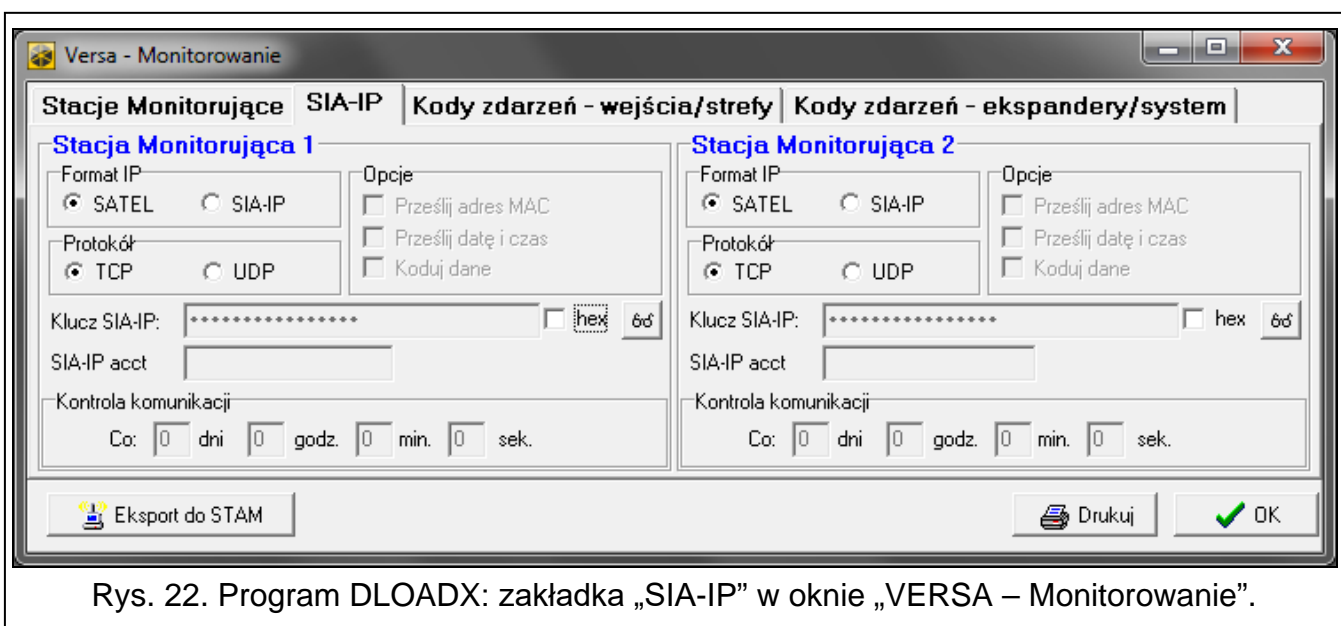 Versa - Monitorowanie
Stacje Monitorujące SIA-IP Kody zdarzeń - wejścia/strefy Kody zdarzeń - ekspandery/system
Stacja Monitorująca 1
Format IP
SATEL SIA-IP
Protokół
TCP UDP
Opcje
Prześlij adres MAC
Prześlij datę i czas
Koduj dane
Klucz SIA-IP: **************** hex
SIA-IP acct
Kontrola komunikacji
Co: 0 dni 0 godz. 0 min. 0 sek.
Stacja Monitorująca 2
Format IP
SATEL SIA-IP
Protokół
TCP UDP
Opcje
Prześlij adres MAC
Prześlij datę i czas
Koduj dane
Klucz SIA-IP: **************** hex
SIA-IP acct
Kontrola komunikacji
Co: 0 dni 0 godz. 0 min. 0 sek.
Eksport do STAM Drukuj OK
Rys. 22. Program DLOADX: zakładka „SIA-IP” w oknie „VERSA – Monitorowanie”.